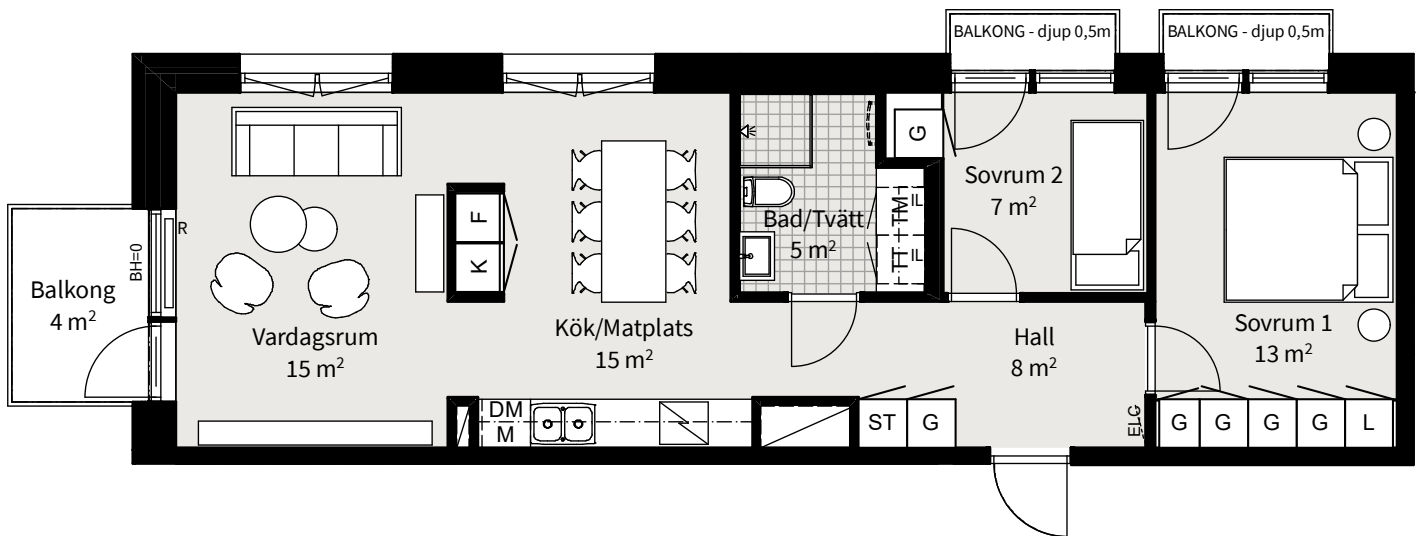 BALKONG - djup 0,5m
BALKONG - djup 0,5m
G
Sovrum 2
7 m²
F
K
Bad/Tvätt
5 m²
TM
TT
R
BH=0
Balkong
4 m²
Vardagsrum
15 m²
Kök/Matplats
15 m²
Hall
8 m²
Sovrum 1
13 m²
DM
M
ST
G
ELC
G
G
G
G
L